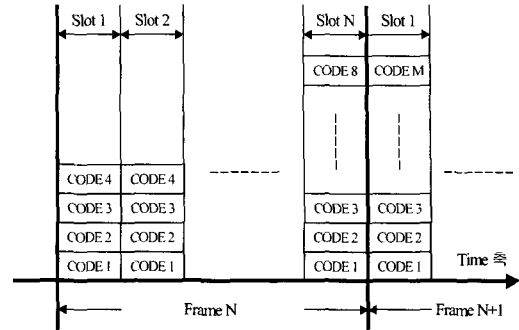 Slot 1 Slot 2 Slot N Slot 1
CODE 8 CODE M
CODE 4 CODE 4
CODE 3 CODE 3 CODE 3 CODE 3
CODE 2 CODE 2 CODE 2 CODE 2
Time 축
CODE 1 CODE 1 CODE 1 CODE 1
Frame N Frame N+1